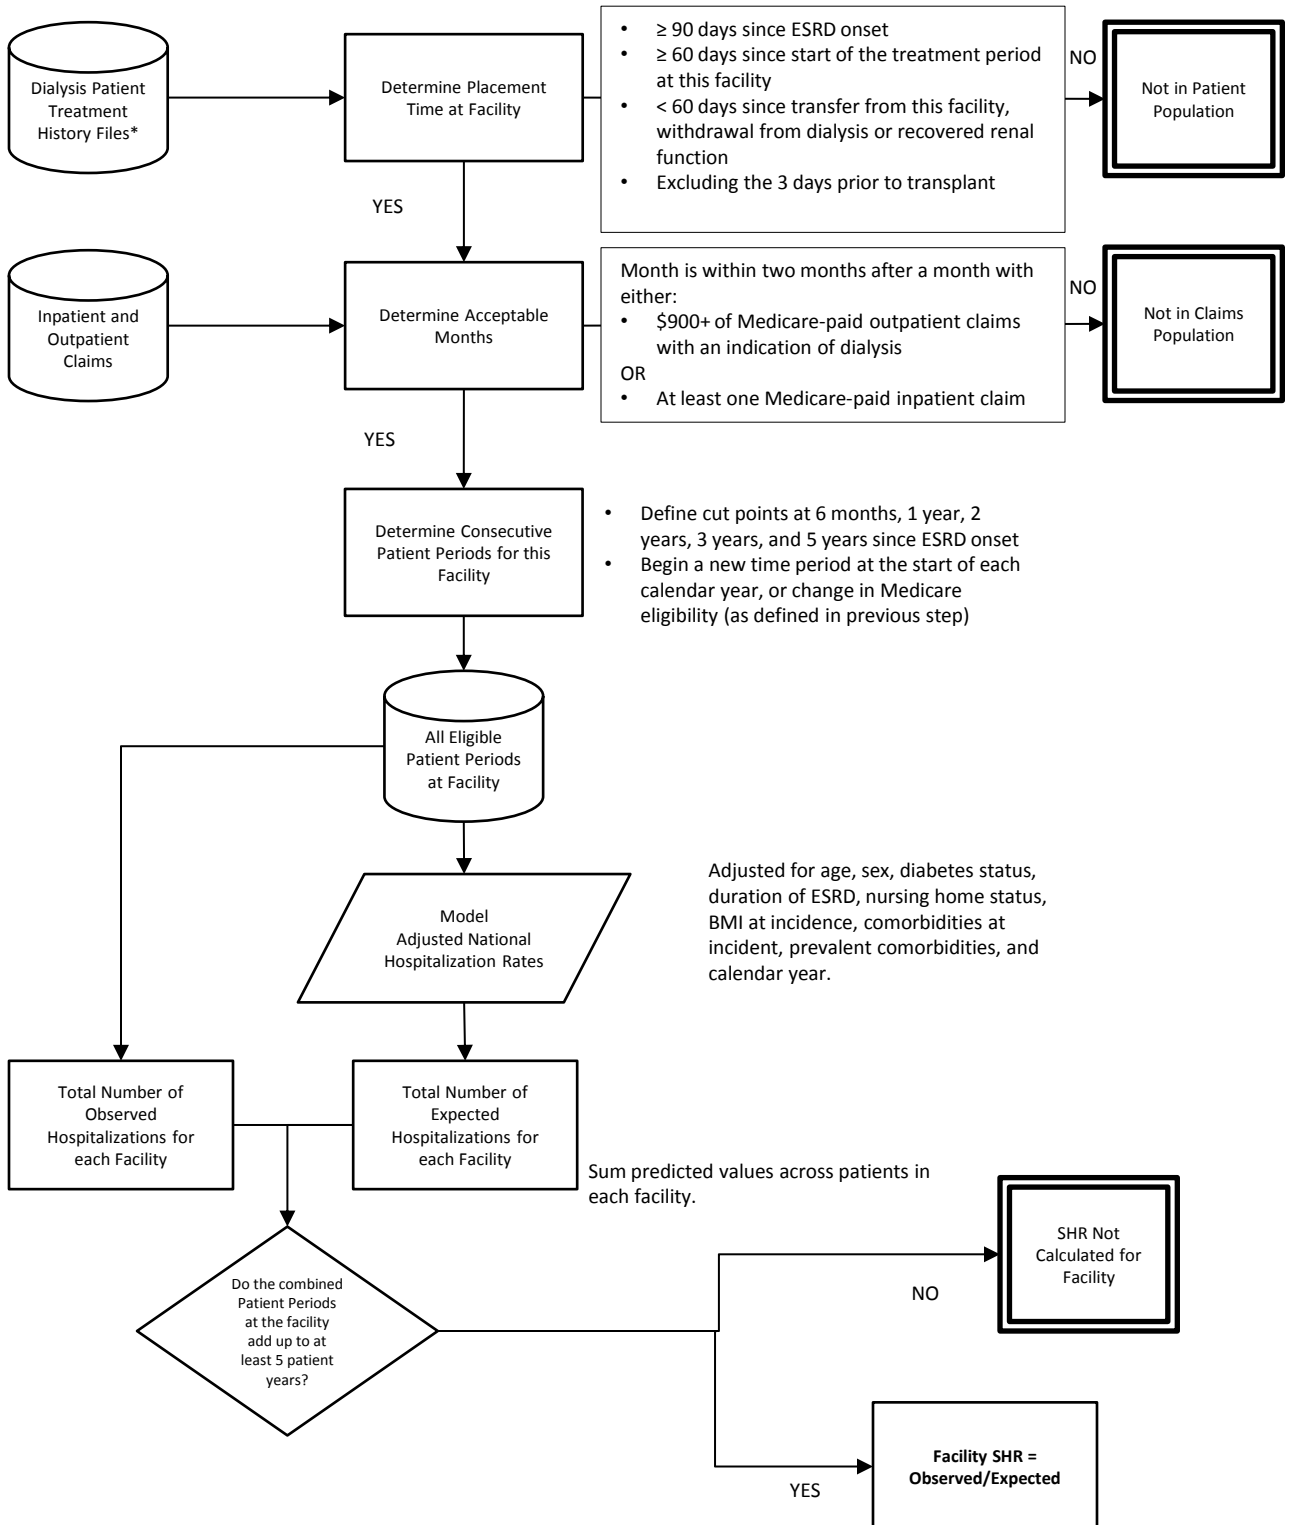 Dialysis Patient
Treatment
History Files*
Determine Placement
Time at Facility
• ≥ 90 days since ESRD onset
• ≥ 60 days since start of the treatment period
at this facility
• < 60 days since transfer from this facility,
withdrawal from dialysis or recovered renal
function
• Excluding the 3 days prior to transplant
NO
Not in Patient
Population
YES
Inpatient and
Outpatient
Claims
Determine Acceptable
Months
Month is within two months after a month with
either:
• $900+ of Medicare-paid outpatient claims
with an indication of dialysis
OR
• At least one Medicare-paid inpatient claim
NO
Not in Claims
Population
YES
Determine Consecutive
Patient Periods for this
Facility
• Define cut points at 6 months, 1 year, 2
years, 3 years, and 5 years since ESRD onset
• Begin a new time period at the start of each
calendar year, or change in Medicare
eligibility (as defined in previous step)
All Eligible
Patient Periods
at Facility
Model
Adjusted National
Hospitalization Rates
Adjusted for age, sex, diabetes status,
duration of ESRD, nursing home status,
BMI at incidence, comorbidities at
incident, prevalent comorbidities, and
calendar year.
Total Number of
Observed
Hospitalizations for
each Facility
Total Number of
Expected
Hospitalizations for
each Facility
Sum predicted values across patients in
each facility.
Do the combined
Patient Periods
at the facility
add up to at
least 5 patient
years?
NO
SHR Not
Calculated for
Facility
YES
Facility SHR =
Observed/Expected